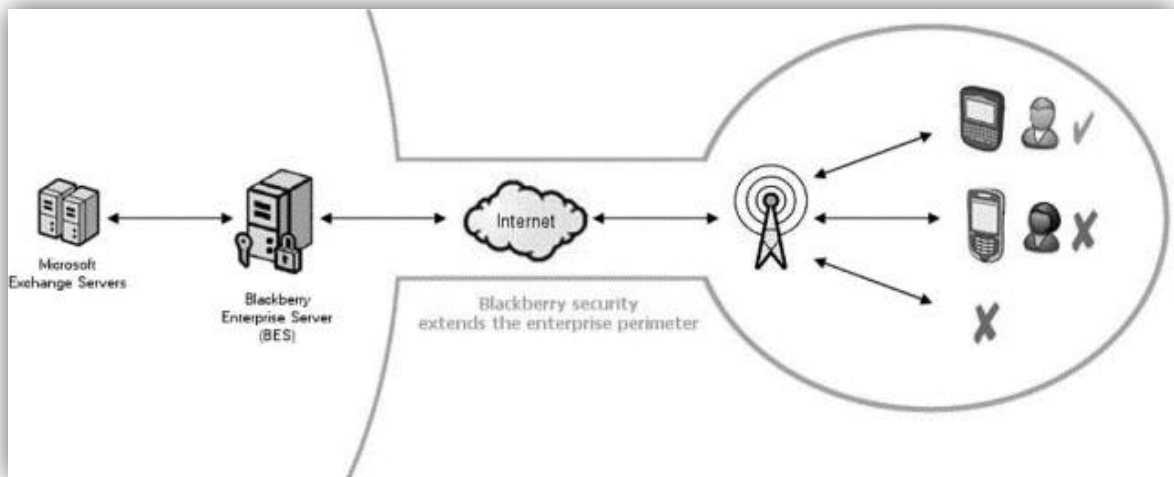 Internet
Microsoft
Exchange Servers
Blackberry
Enterprise Server
(BES)
Blackberry security
extends the enterprise perimeter